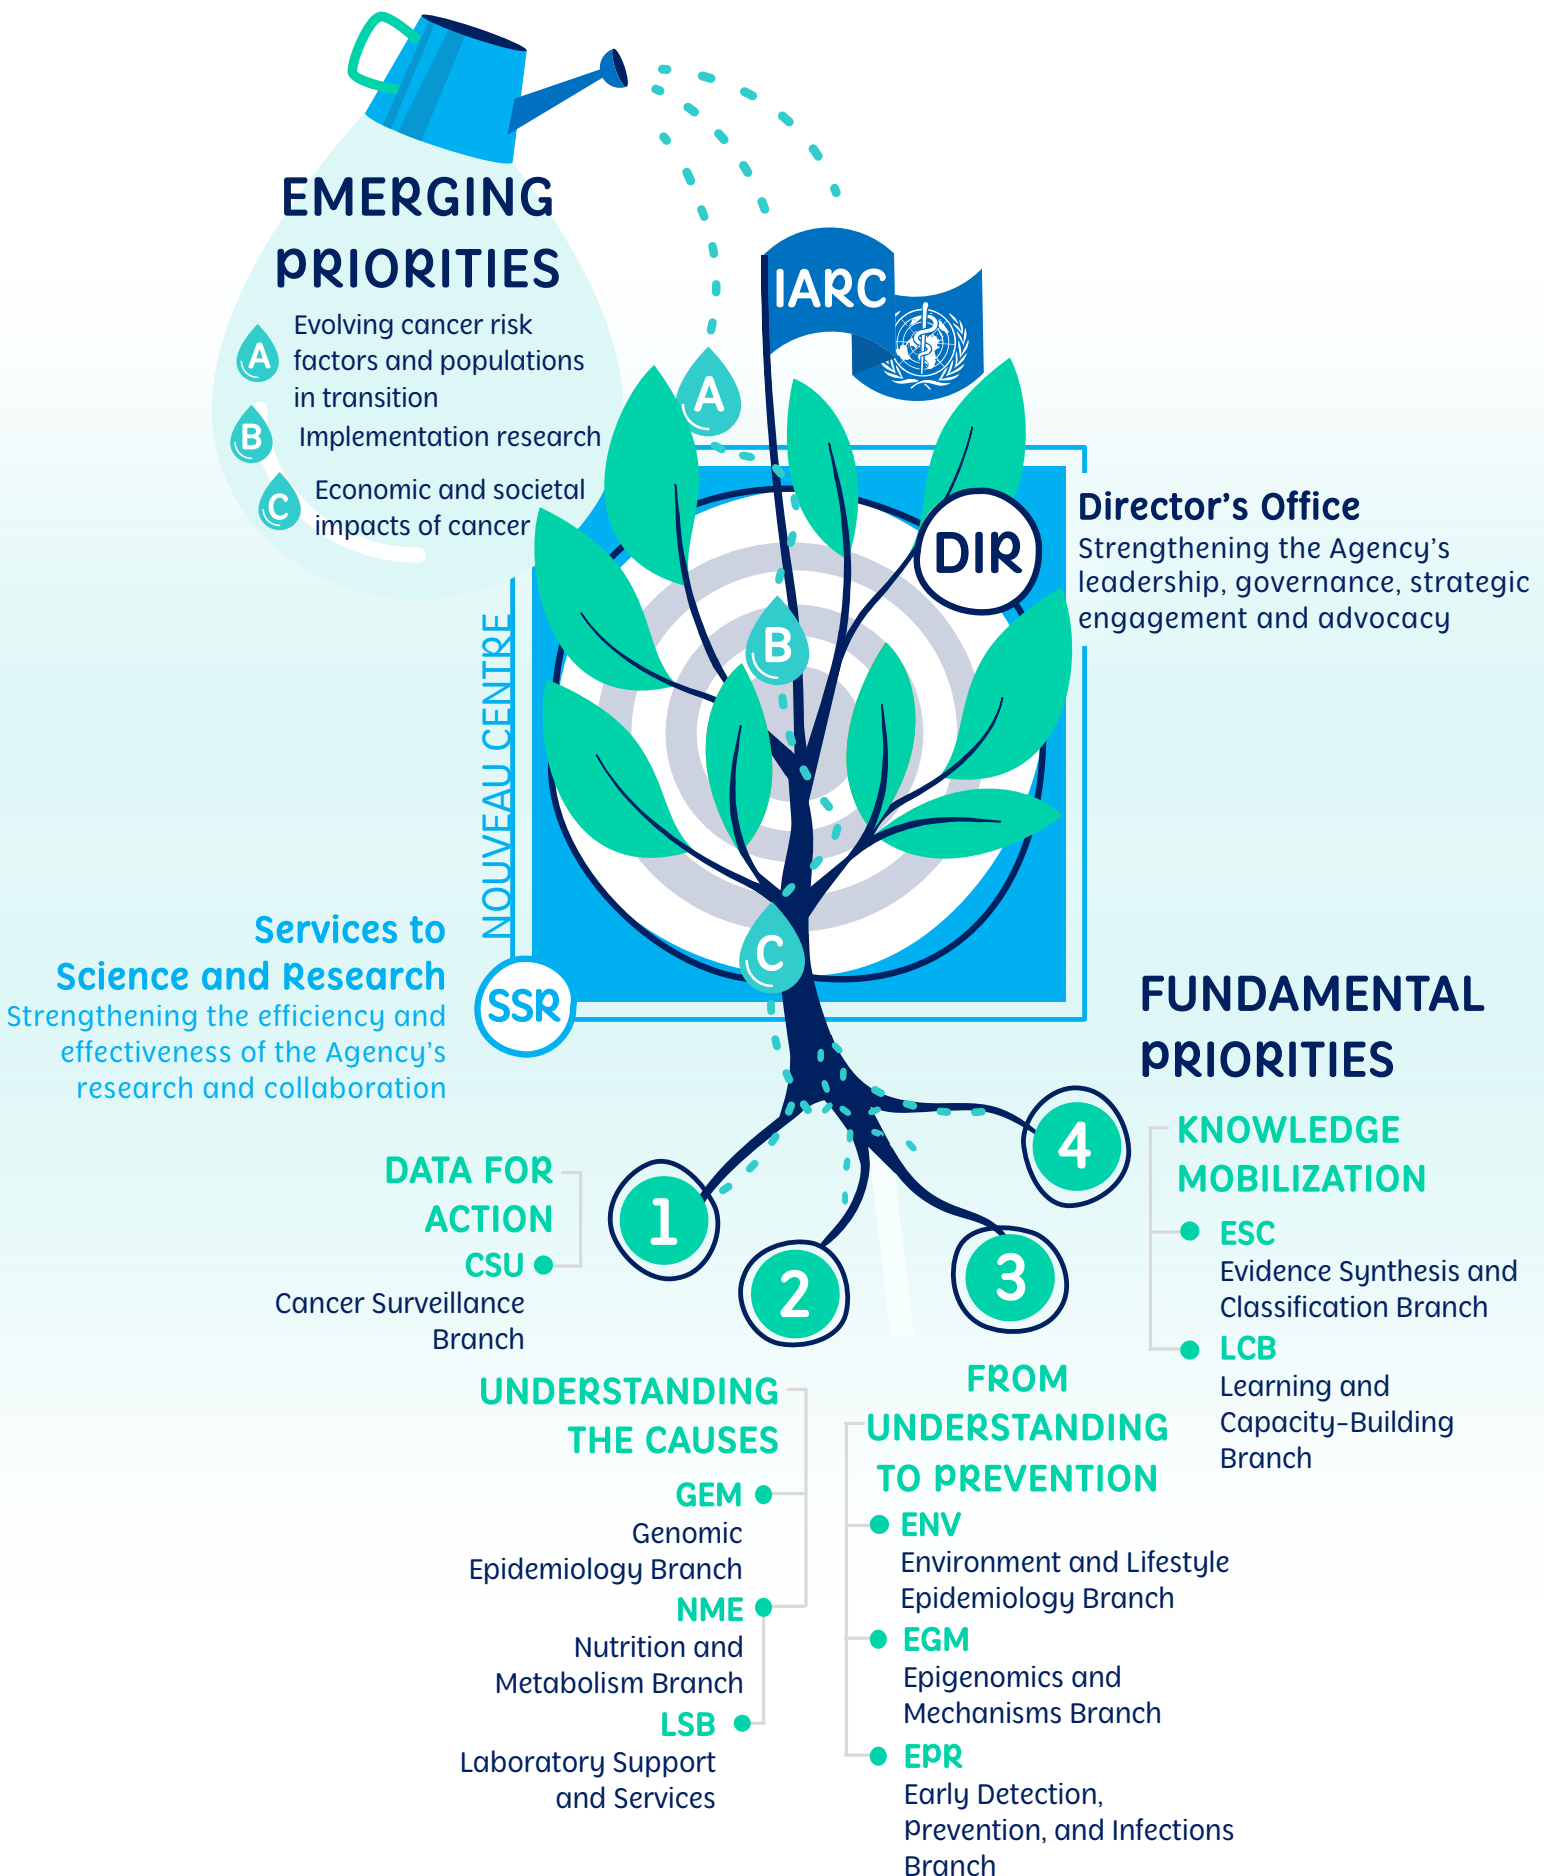 EMERGING
PRIORITIES
A
Evolving cancer risk
factors and populations
in transition
B
Implementation research
C
Economic and societal
impacts of cancer
IARC
A
B
C
DIR
Director's Office
Strengthening the Agency's
leadership, governance, strategic
engagement and advocacy
NOUVEAU CENTRE
Services to
Science and Research
Strengthening the efficiency and
effectiveness of the Agency's
research and collaboration
SSR
FUNDAMENTAL
PRIORITIES
1
DATA FOR
ACTION
CSU
Cancer Surveillance
Branch
2
UNDERSTANDING
THE CAUSES
GEM
Genomic
Epidemiology Branch
NME
Nutrition and
Metabolism Branch
LSB
Laboratory Support
and Services
3
FROM
UNDERSTANDING
TO PREVENTION
ENV
Environment and Lifestyle
Epidemiology Branch
EGM
Epigenomics and
Mechanisms Branch
EPR
Early Detection,
Prevention, and Infections
Branch
4
KNOWLEDGE
MOBILIZATION
ESC
Evidence Synthesis and
Classification Branch
LCB
Learning and
Capacity-Building
Branch